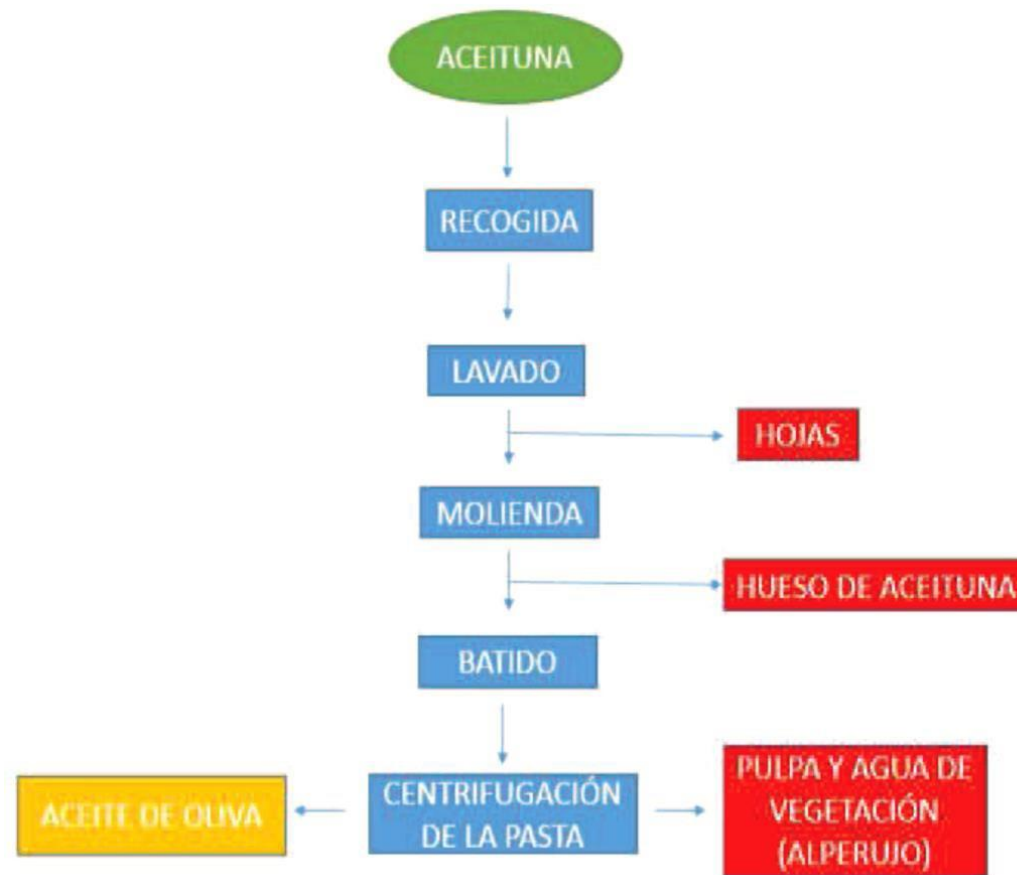 ACEITUNA
RECOGIDA
LAVADO
HOJAS
MOLIENDA
HUESO DE ACEITUNA
BATIDO
ACEITE DE OLIVA
CENTRIFUGACIÓN
DE LA PASTA
PULPA Y AGUA DE
VEGETACIÓN
(ALPERUJO)